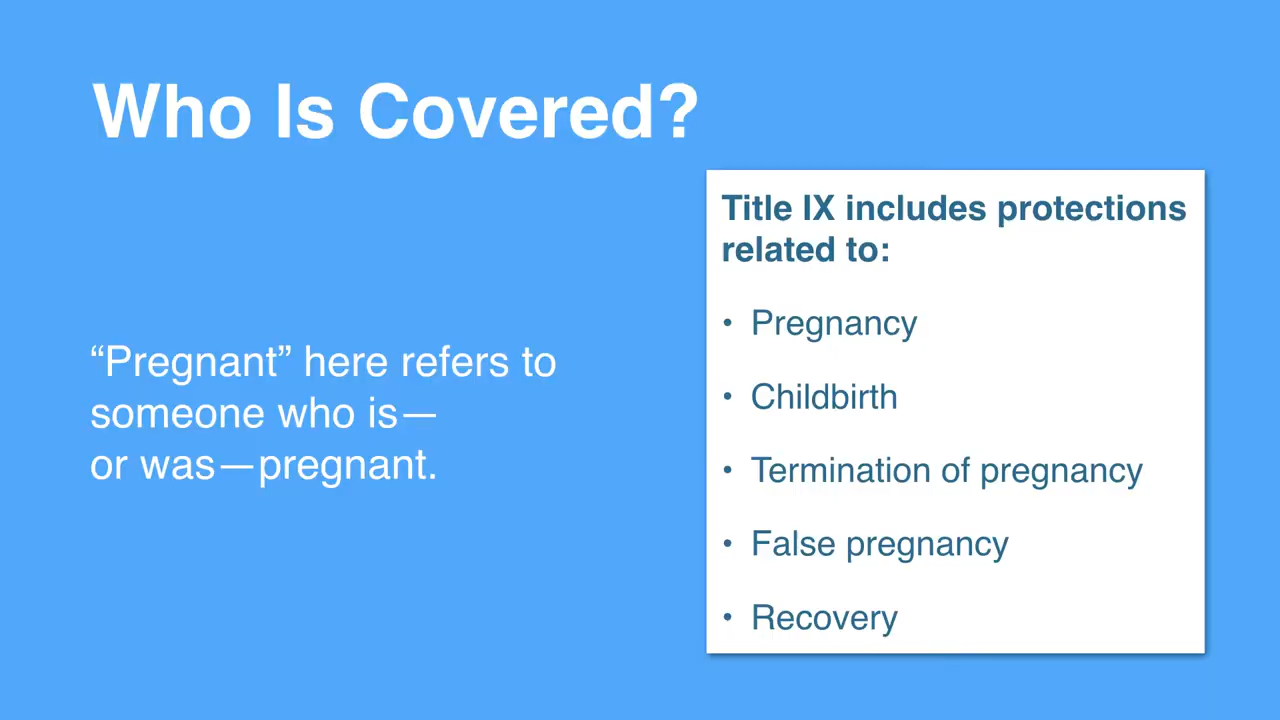 Who Is Covered?
“Pregnant” here refers to
someone who is—
or was—pregnant.
Title IX includes protections
related to:
• Pregnancy
• Childbirth
• Termination of pregnancy
• False pregnancy
• Recovery